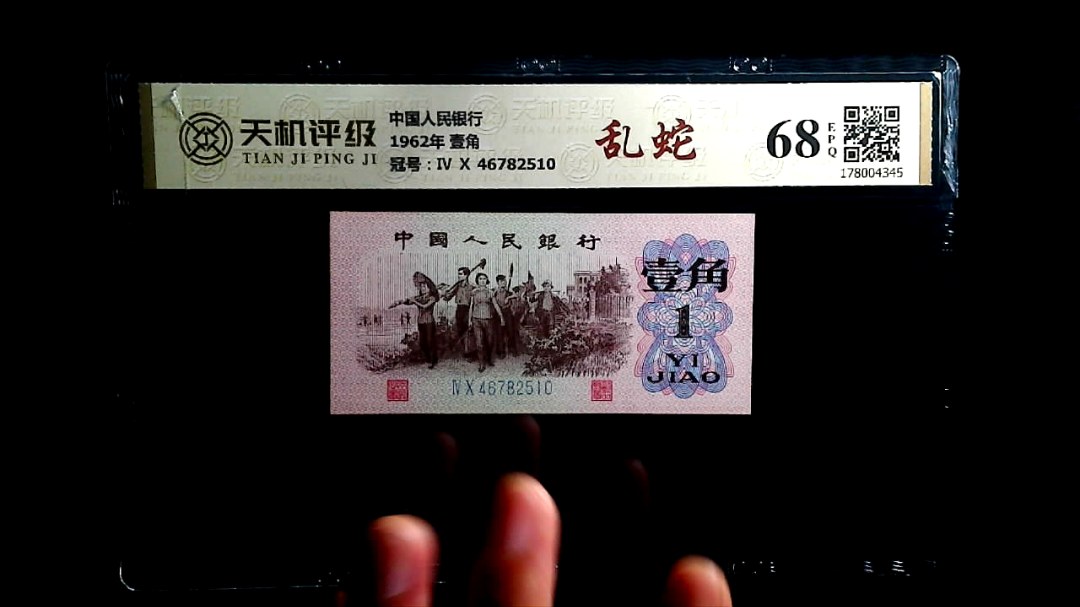 天机评级
TIAN JI PING JI
中国人民银行
1962年 壹角
冠号：Ⅳ X 46782510
乱蛇
68
EPQ
178004345
中國人民銀行
壹角
1
YI
JIAO
Ⅳ X 46782510